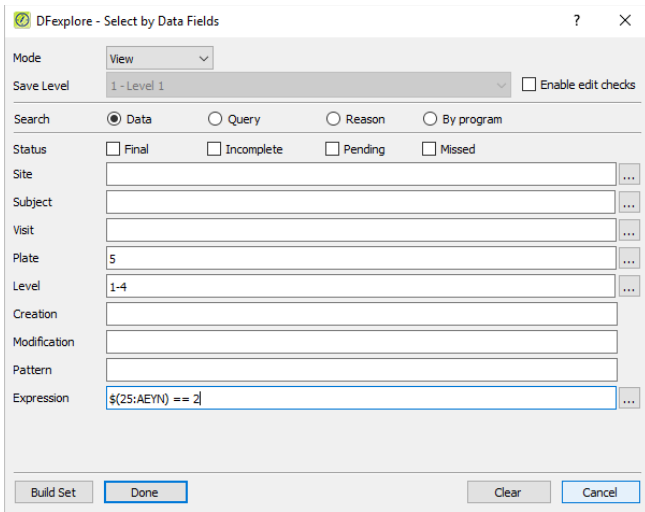 DFexplore - Select by Data Fields ? ×
Mode View
Save Level 1 - Level 1 Enable edit checks
Search Data Query Reason By program
Status Final Incomplete Pending Missed
Site ...
Subject ...
Visit ...
Plate 5 ...
Level 1-4 ...
Creation
Modification
Pattern
Expression $(25:AEYN) == 2 ...
Build Set Done Clear Cancel